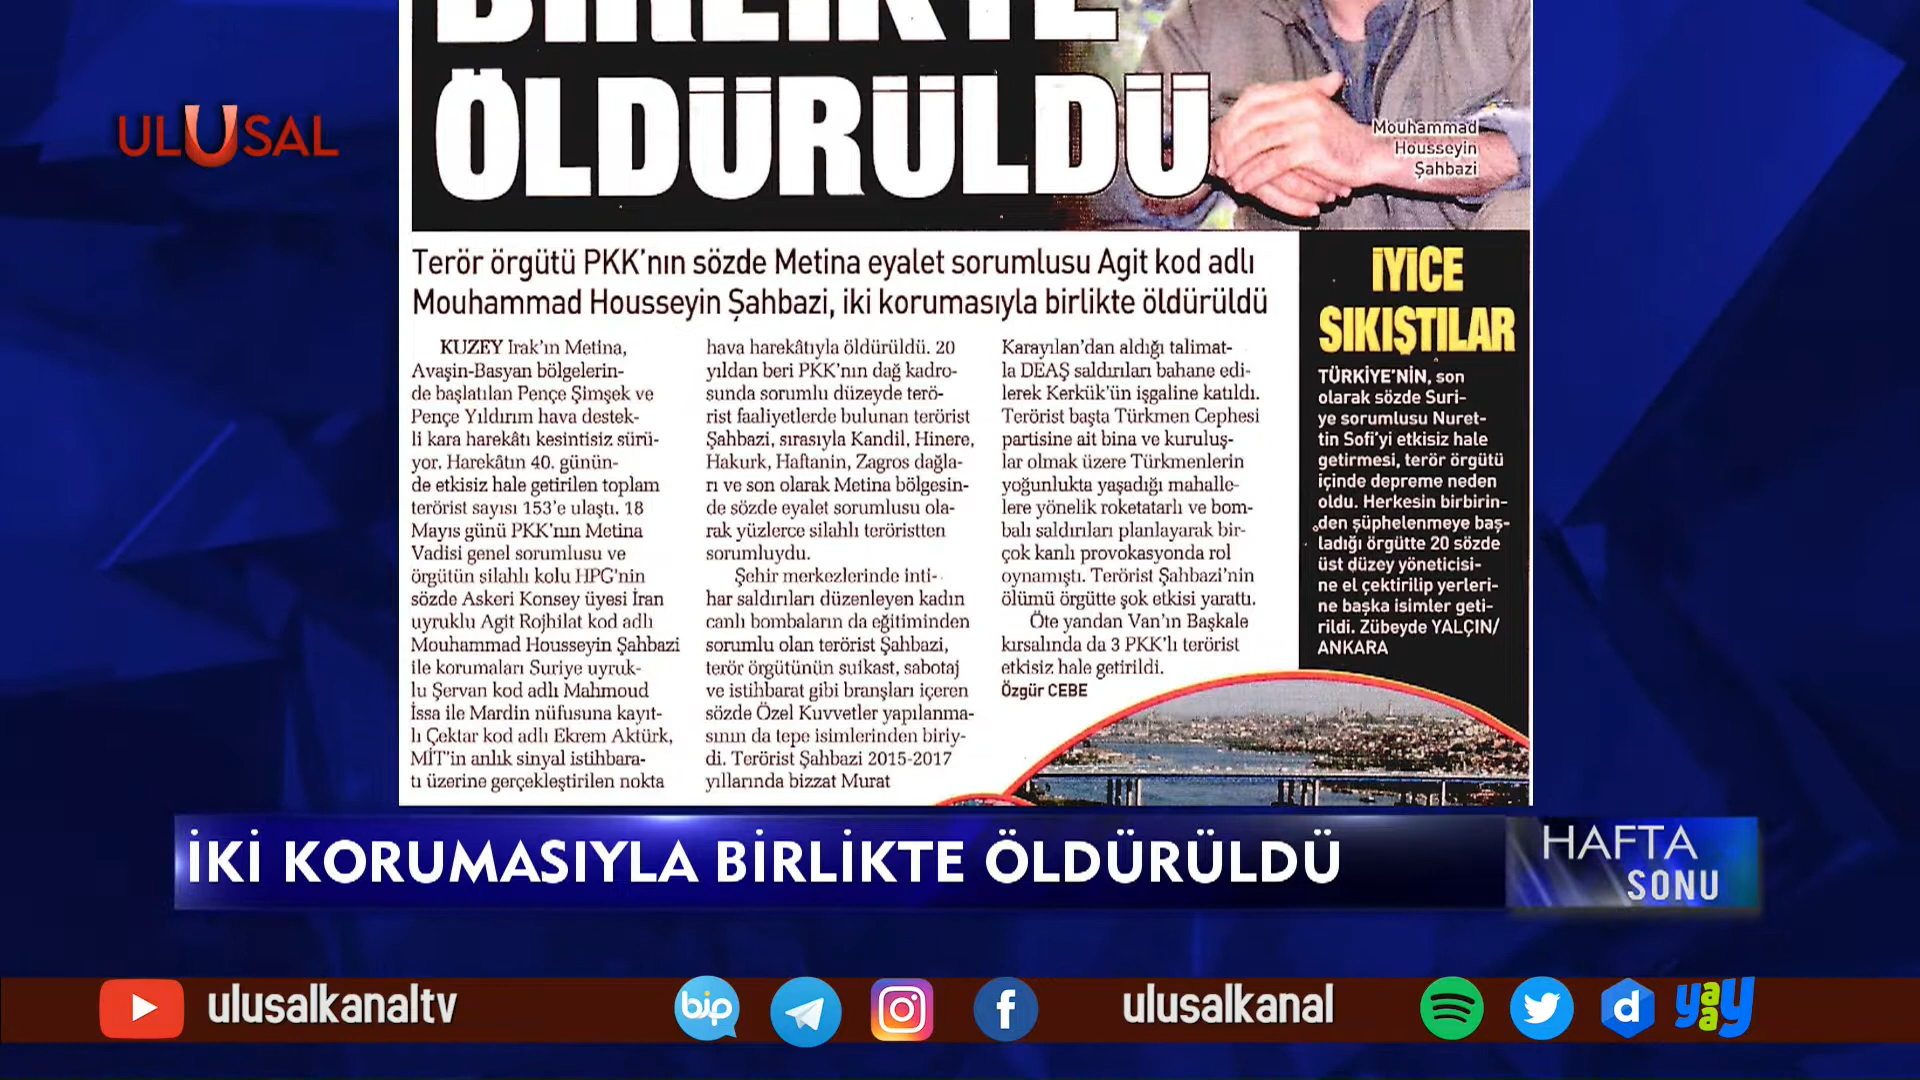 BİRLİKTE
ÖLDÜRÜLDÜ
ULUSAL
Mouhammad
Housseyin
Şahbazi
Terör örgütü PKK’nın sözde Metina eyalet sorumlusu Agit kod adlı
Mouhammad Housseyin Şahbazi, iki korumasıyla birlikte öldürüldü
KUZEY Irak’ın Metina,
Avaşin-Basyan bölgelerin-
de başlatılan Pençe Şimşek ve
Pençe Yıldırım hava destek-
li kara harekâtı kesintisiz sürü-
yor. Harekâtın 40. günün-
de etkisiz hale getirilen toplam
terörist sayısı 153’e ulaştı. 18
Mayıs günü PKK’nın Metina
Vadisi genel sorumlusu ve
örgütün silahlı kolu HPG’nin
sözde Askeri Konsey üyesi İran
uyruklu Agit Rojhilat kod adlı
Mouhammad Housseyin Şahbazi
ile korumaları Suriye uyruk-
lu Şervan kod adlı Mahmoud
İssa ile Mardin nüfusuna kayıt-
lı Çektar kod adlı Ekrem Aktürk,
MİT’in anlık sinyal istihbara-
tı üzerine gerçekleştirilen nokta
hava harekâtıyla öldürüldü. 20
yıldan beri PKK’nın dağ kadro-
sunda sorumlu düzeyde terö-
rist faaliyetlerde bulunan terörist
Şahbazi, sırasıyla Kandil, Hinere,
Hakurk, Haftanin, Zagros dağla-
rı ve son olarak Metina bölgesin-
de sözde eyalet sorumlusu ola-
rak yüzlerce silahlı teröristten
sorumluydu.
Şehir merkezlerinde inti-
har saldırıları düzenleyen kadın
canlı bombaların da eğitiminden
sorumlu olan terörist Şahbazi,
terör örgütünün suikast, sabotaj
ve istihbarat gibi branşları içeren
sözde Özel Kuvvetler yapılanma-
sının da tepe isimlerinden biriy-
di. Terörist Şahbazi 2015-2017
yıllarında bizzat Murat
Karayılan’dan aldığı talimat-
la DEAŞ saldırıları bahane edi-
lerek Kerkük’ün işgaline katıldı.
Terörist başta Türkmen Cephesi
partisine ait bina ve kuruluş-
lar olmak üzere Türkmenlerin
yoğunlukta yaşadığı mahalle-
lere yönelik roketatarlı ve bom-
balı saldırıları planlayarak bir-
çok kanlı provokasyonda rol
oynamıştı. Terörist Şahbazi’nin
ölümü örgütte şok etkisi yarattı.
Öte yandan Van’ın Başkale
kırsalında da 3 PKK’lı terörist
etkisiz hale getirildi.
Özgür CEBE
İYİCE
SIKIŞTILAR
TÜRKİYE’NİN, son
olarak sözde Suri-
ye sorumlusu Nuret-
tin Sofi’yi etkisiz hale
getirmesi, terör örgütü
içinde depreme neden
oldu. Herkesin birbirin-
den şüphelenmeye baş-
ladığı örgütte 20 sözde
üst düzey yöneticisi-
ne el çektirilip yerleri-
ne başka isimler geti-
rildi. Zübeyde YALÇIN/
ANKARA
İKİ KORUMASIYLA BİRLİKTE ÖLDÜRÜLDÜ
HAFTA
SONU
ulusalkanaltv
bip
ulusalkanal
d
yaay